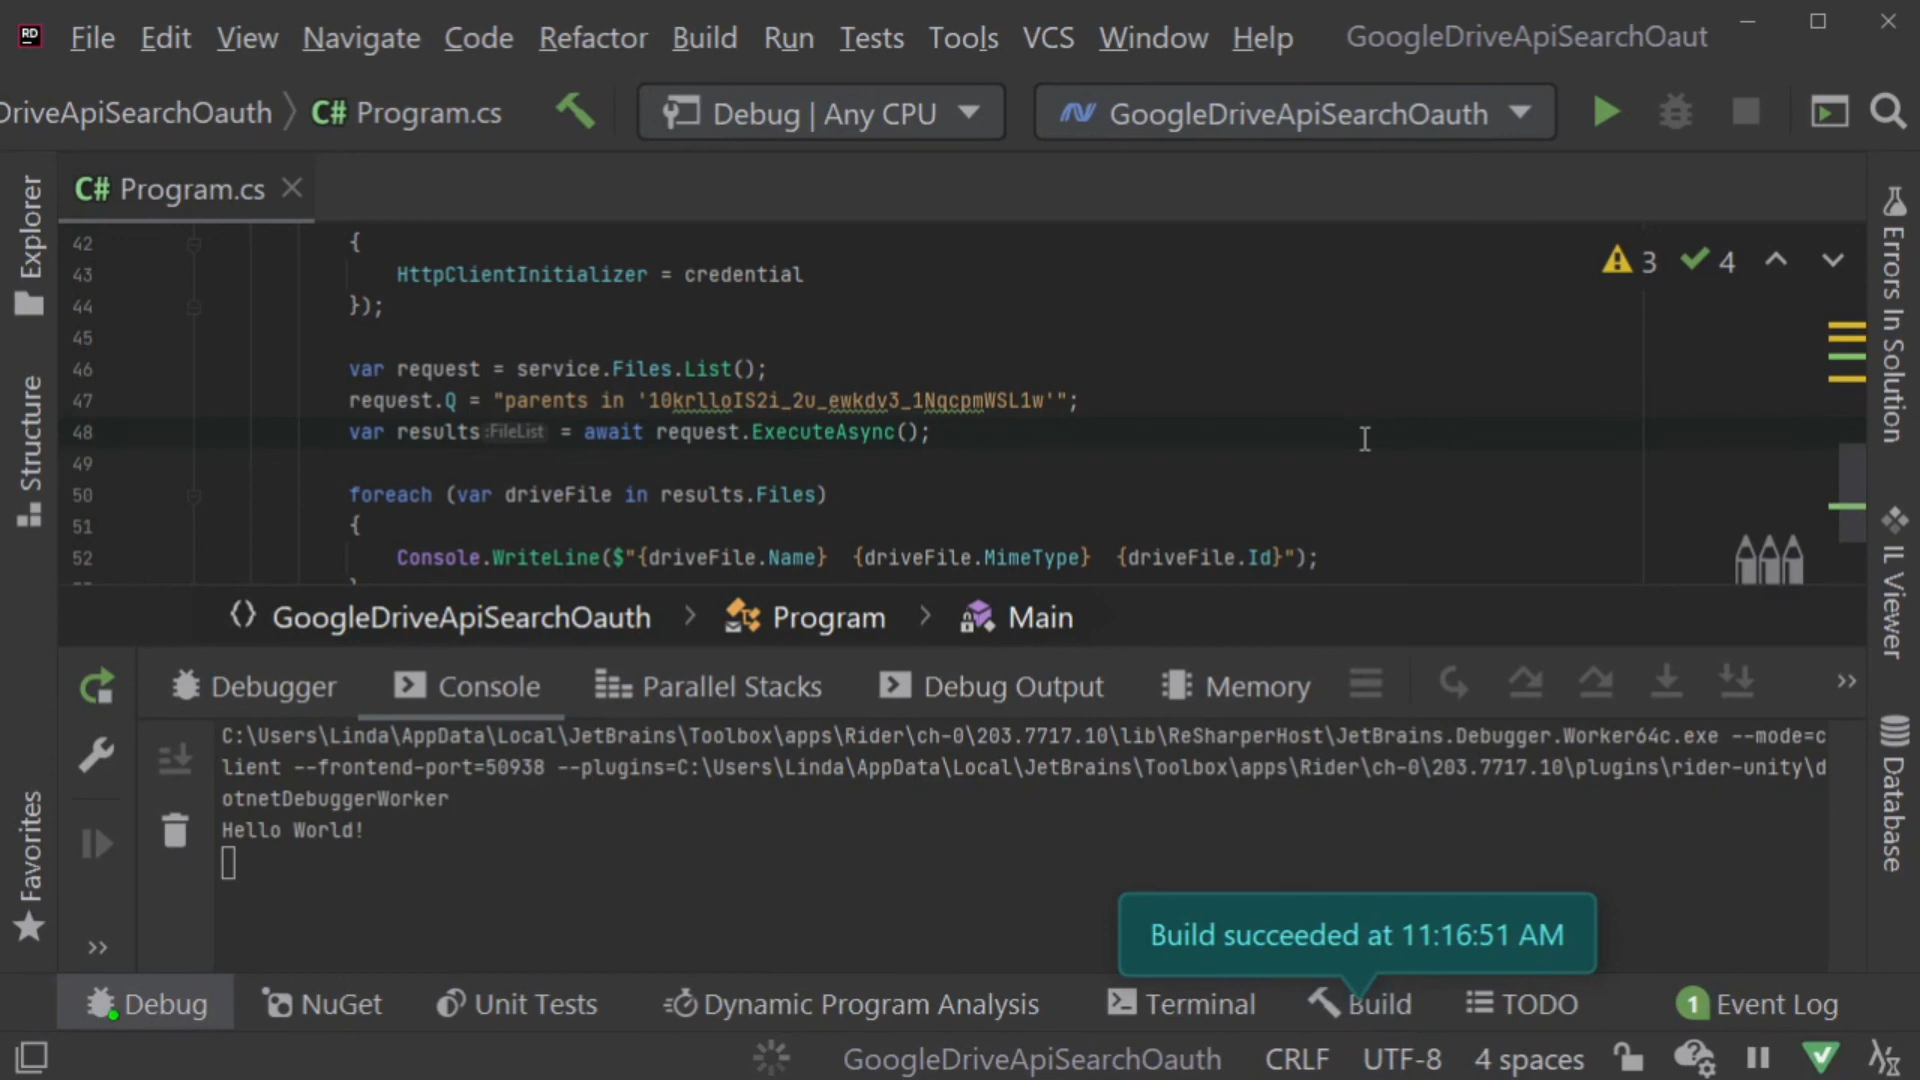 RD File Edit View Navigate Code Refactor Build Run Tests Tools VCS Window Help GoogleDriveApiSearchOaut
DriveApiSearchOauth C# Program.cs Debug | Any CPU GoogleDriveApiSearchOauth
Explorer
Structure
Favorites
C# Program.cs
3 4
42 {
43 HttpClientInitializer = credential
44 });
45
46 var request = service.Files.List();
47 request.Q = "parents in '10krlloIS2i_2u_ewkdv3_1NgcpmWSL1w'";
48 var results :FileList = await request.ExecuteAsync();
49
50 foreach (var driveFile in results.Files)
51 {
52 Console.WriteLine($"{driveFile.Name}  {driveFile.MimeType}  {driveFile.Id}");
GoogleDriveApiSearchOauth Program Main
Debugger Console Parallel Stacks Debug Output Memory
C:\Users\Linda\AppData\Local\JetBrains\Toolbox\apps\Rider\ch-0\203.7717.10\lib\ReSharperHost\JetBrains.Debugger.Worker64c.exe --mode=c
lient --frontend-port=50938 --plugins=C:\Users\Linda\AppData\Local\JetBrains\Toolbox\apps\Rider\ch-0\203.7717.10\plugins\rider-unity\d
otnetDebuggerWorker
Hello World!
Build succeeded at 11:16:51 AM
Errors In Solution
IL Viewer
Database
Debug NuGet Unit Tests Dynamic Program Analysis Terminal Build TODO 1 Event Log
GoogleDriveApiSearchOauth CRLF UTF-8 4 spaces